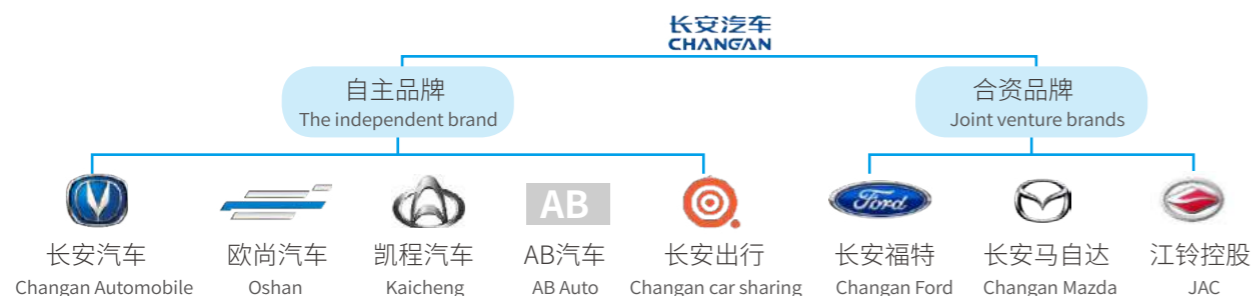 长安汽车
CHANGAN
自主品牌
The independent brand
合资品牌
Joint venture brands
AB
Ford
长安汽车
Changan Automobile
欧尚汽车
Oshan
凯程汽车
Kaicheng
AB汽车
AB Auto
长安出行
Changan car sharing
长安福特
Changan Ford
长安马自达
Changan Mazda
江铃控股
JAC